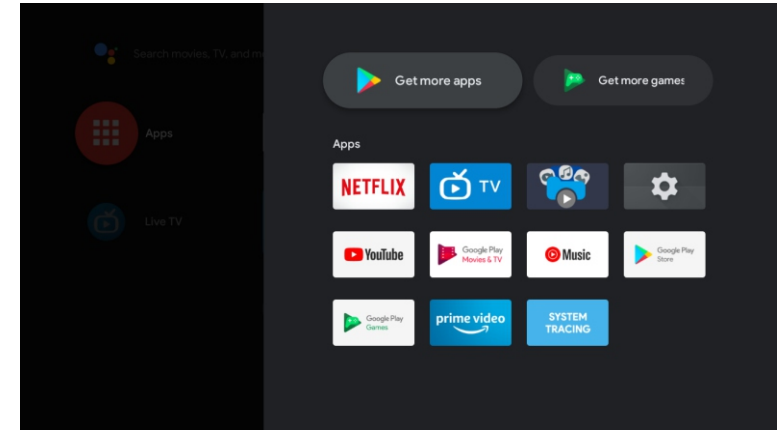 Search movies, TV, and m
Apps
Live TV
Get more apps
Get more games
Apps
NETFLIX
TV
YouTube
Google Play
Movies & TV
Music
Google Play
Store
Google Play
Games
prime video
SYSTEM
TRACING